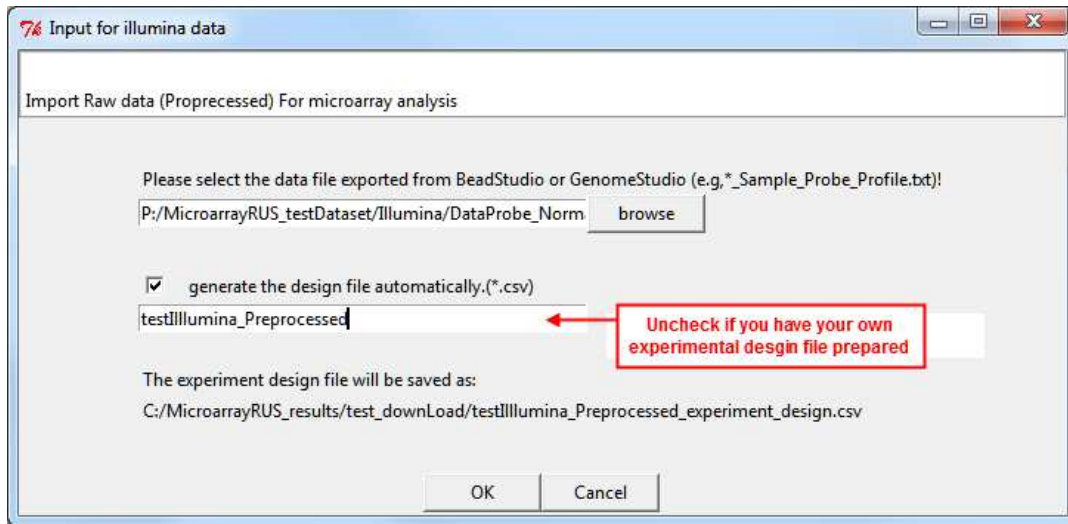 Input for illumina data
Import Raw data (Proprecessed) For microarray analysis
Please select the data file exported from BeadStudio or GenomeStudio (e.g,*_Sample_Probe_Profile.txt)!
P:/MicroarrayRUS_testDataset/Illumina/DataProbe_Norm
browse
generate the design file automatically.(*.csv)
testIlllumina_Preprocessed
Uncheck if you have your own
experimental desgin file prepared
The experiment design file will be saved as:
C:/MicroarrayRUS_results/test_downLoad/testIlllumina_Preprocessed_experiment_design.csv
OK
Cancel